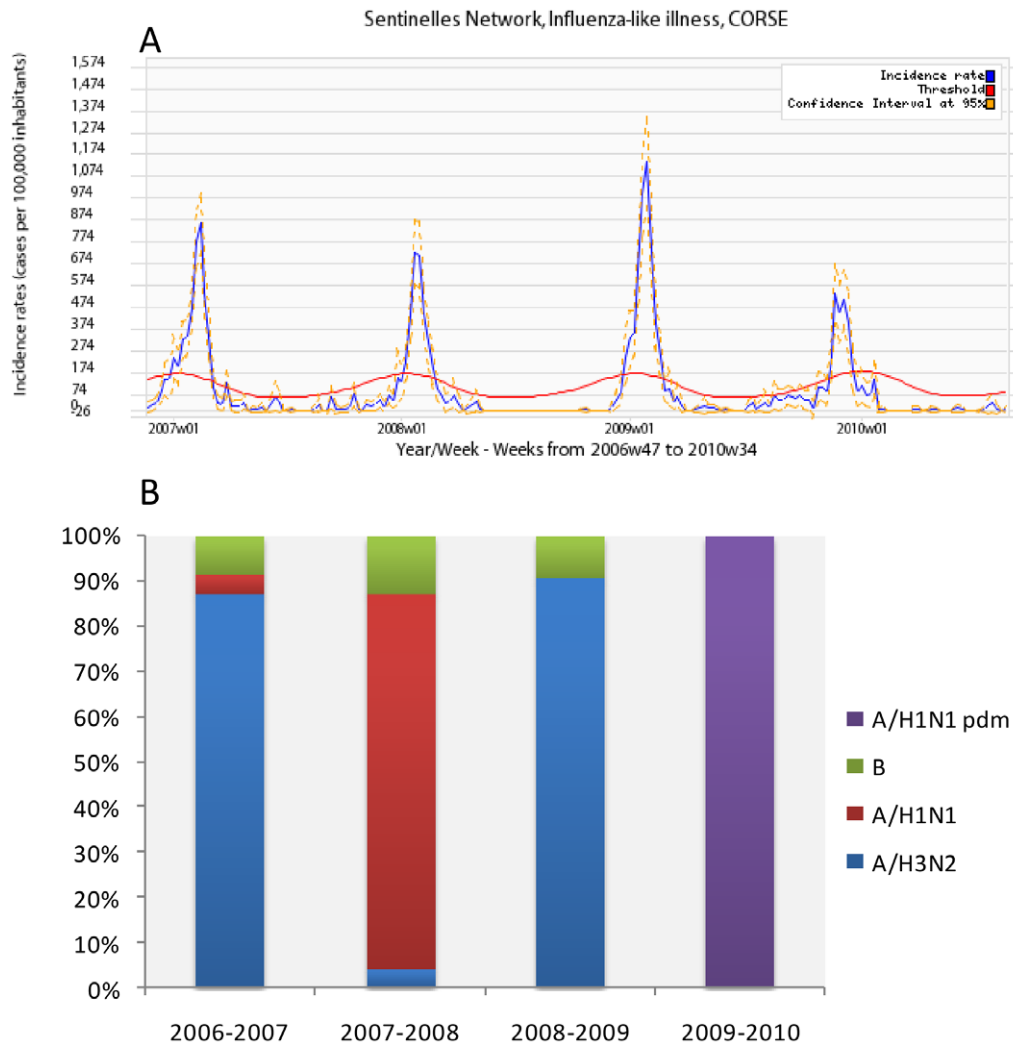 Sentinelles Network, Influenza-like illness, CORSE
A
Incidence rates (cases per 100,000 inhabitants)
1,574
1,474
1,374
1,274
1,174
1,074
974
874
774
674
574
474
374
274
174
74
0
-26
Incidence rate
Threshold
Confidence Interval at 95%
2007w01
2008w01
2009w01
2010w01
Year/Week - Weeks from 2006w47 to 2010w34
B
100%
90%
80%
70%
60%
50%
40%
30%
20%
10%
0%
A/H1N1 pdm
B
A/H1N1
A/H3N2
2006-2007
2007-2008
2008-2009
2009-2010